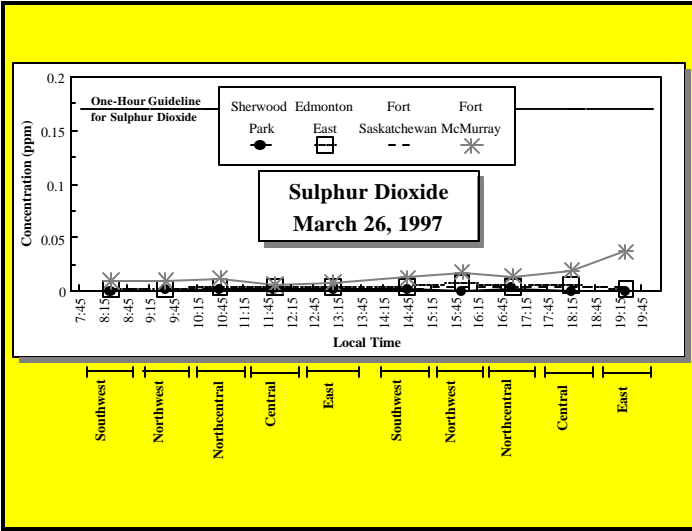 0.2
0.15
0.1
0.05
0
Concentration (ppm)
One-Hour Guideline
for Sulphur Dioxide
Sherwood Edmonton Fort Fort
Park East Saskatchewan McMurray
Sulphur Dioxide
March 26, 1997
7:45 8:15 8:45 9:15 9:45 10:15 10:45 11:15 11:45 12:15 12:45 13:15 13:45 14:15 14:45 15:15 15:45 16:15 16:45 17:15 17:45 18:15 18:45 19:15 19:45
Local Time
Southwest Northwest Northcentral Central East Southwest Northwest Northcentral Central East